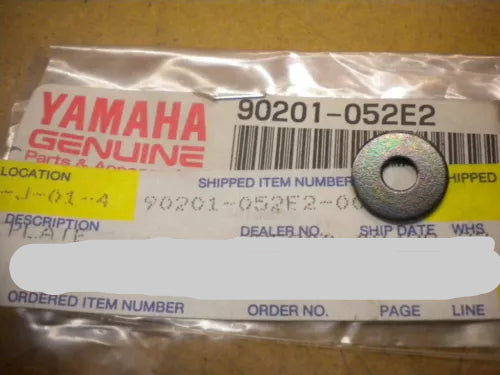 YAMAHA
GENUINE
Parts & Access
90201-052E2
LOCATION
SHIPPED ITEM NUMBER
SHIPPED
-J-01-4
90201-052E2-00
DESCRIPTION
DEALER NO.
SHIP DATE
WHS.
PLATE
ORDERED ITEM NUMBER
ORDER NO.
PAGE
LINE